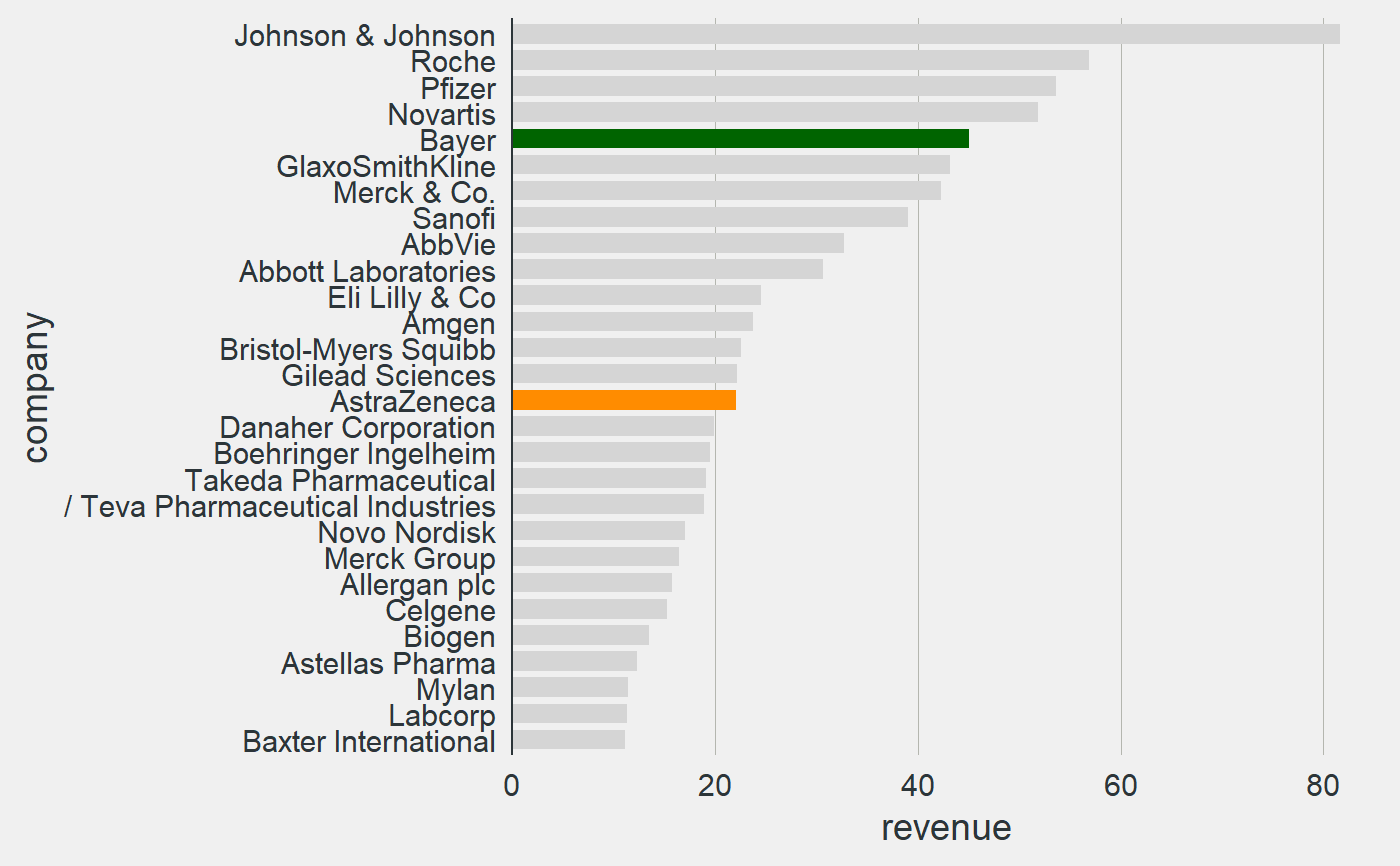 Johnson & Johnson
Roche
Pfizer
Novartis
Bayer
GlaxoSmithKline
Merck & Co.
Sanofi
AbbVie
Abbott Laboratories
Eli Lilly & Co
Amgen
Bristol-Myers Squibb
Gilead Sciences
AstraZeneca
Danaher Corporation
Boehringer Ingelheim
Takeda Pharmaceutical
/ Teva Pharmaceutical Industries
Novo Nordisk
Merck Group
Allergan plc
Celgene
Biogen
Astellas Pharma
Mylan
Labcorp
Baxter International
company
0 20 40 60 80
revenue